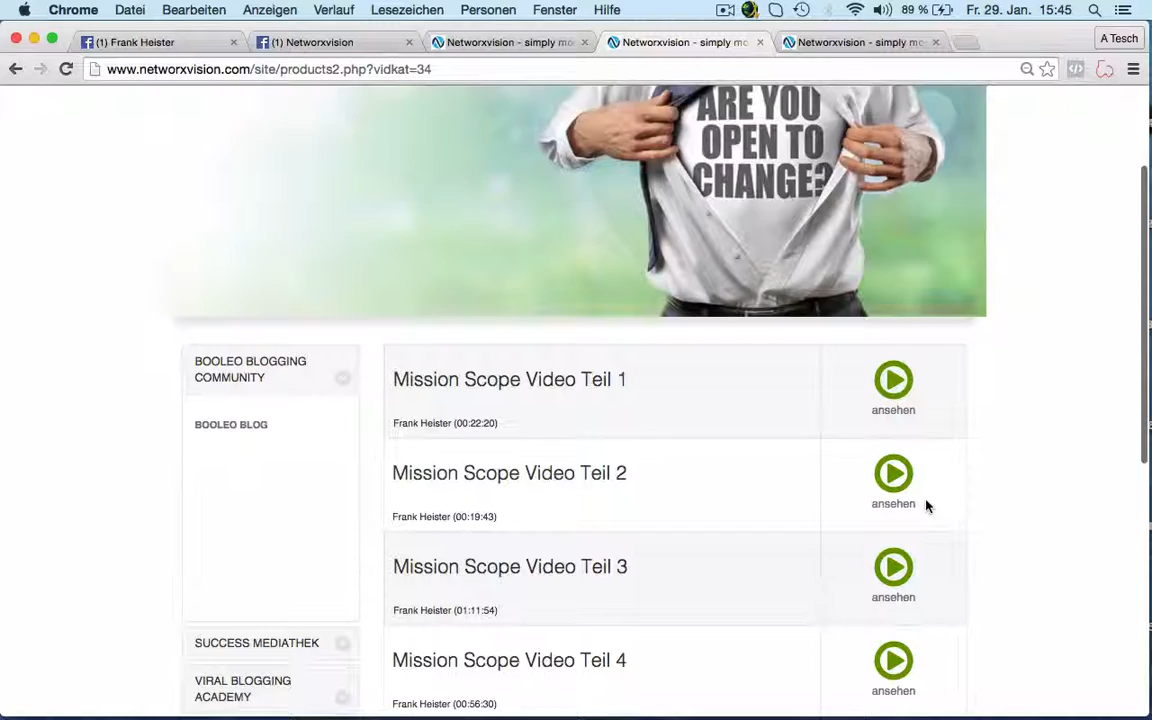 Chrome Datei Bearbeiten Anzeigen Verlauf Lesezeichen Personen Fenster Hilfe 89 % Fr. 29. Jan. 15:45
(1) Frank Heister × (1) Networxvision × Networxvision - simply mo × Networxvision - simply mo × Networxvision - simply mo × A Tesch
www.networxvision.com/site/products2.php?vidkat=34
ARE YOU
OPEN TO
CHANGE?
BOOLEO BLOGGING
COMMUNITY
BOOLEO BLOG
SUCCESS MEDIATHEK
VIRAL BLOGGING
ACADEMY
Mission Scope Video Teil 1
Frank Heister (00:22:20)
ansehen
Mission Scope Video Teil 2
Frank Heister (00:19:43)
ansehen
Mission Scope Video Teil 3
Frank Heister (01:11:54)
ansehen
Mission Scope Video Teil 4
Frank Heister (00:56:30)
ansehen